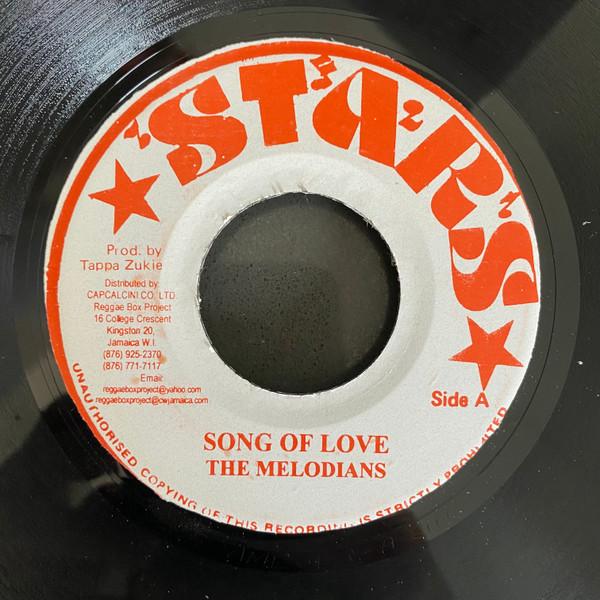 STARS
Prod. by
Tappa Zukie
Distributed by:
CAPCALCINI CO. LTD.
Reggae Box Project
16 College Crescent
Kingston 20,
Jamaica W.I.
(876) 925-2370
(876) 771-7117
Email:
reggaeboxproject@yahoo.com
reggaeboxproject@cwjamaica.com
Side A
SONG OF LOVE
THE MELODIANS
UNAUTHORISED COPYING OF THIS RECORDING IS STRICTLY PROHIBITED